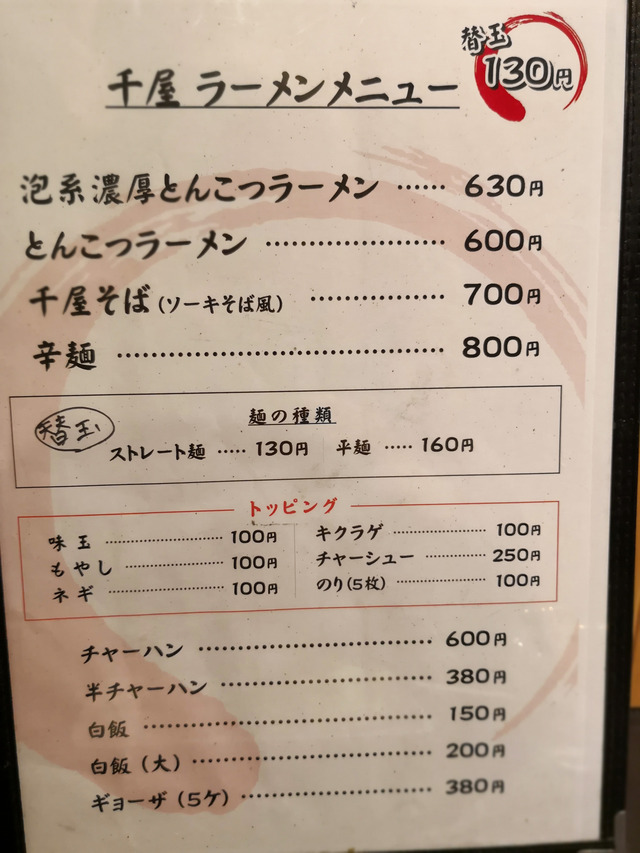 千屋 ラーメンメニュー
替玉
130円
泡系濃厚とんこつラーメン ⋯⋯ 630円
とんこつラーメン ⋯⋯⋯⋯⋯⋯⋯ 600円
千屋そば(ソーキそば風) ⋯⋯⋯⋯⋯ 700円
辛麺 ⋯⋯⋯⋯⋯⋯⋯⋯⋯⋯⋯⋯⋯ 800円
替玉
麺の種類
ストレート麺 ⋯⋯ 130円 平麺 ⋯⋯ 160円
トッピング
味玉 ⋯⋯⋯⋯⋯⋯⋯ 100円
もやし ⋯⋯⋯⋯⋯⋯ 100円
ネギ ⋯⋯⋯⋯⋯⋯⋯ 100円
キクラゲ ⋯⋯⋯⋯⋯ 100円
チャーシュー ⋯⋯⋯ 250円
のり(5枚) ⋯⋯⋯⋯⋯ 100円
チャーハン ⋯⋯⋯⋯⋯⋯⋯⋯⋯ 600円
半チャーハン ⋯⋯⋯⋯⋯⋯⋯⋯ 380円
白飯 ⋯⋯⋯⋯⋯⋯⋯⋯⋯⋯⋯ 150円
白飯(大) ⋯⋯⋯⋯⋯⋯⋯⋯⋯ 200円
ギョーザ(5ケ) ⋯⋯⋯⋯⋯⋯⋯ 380円